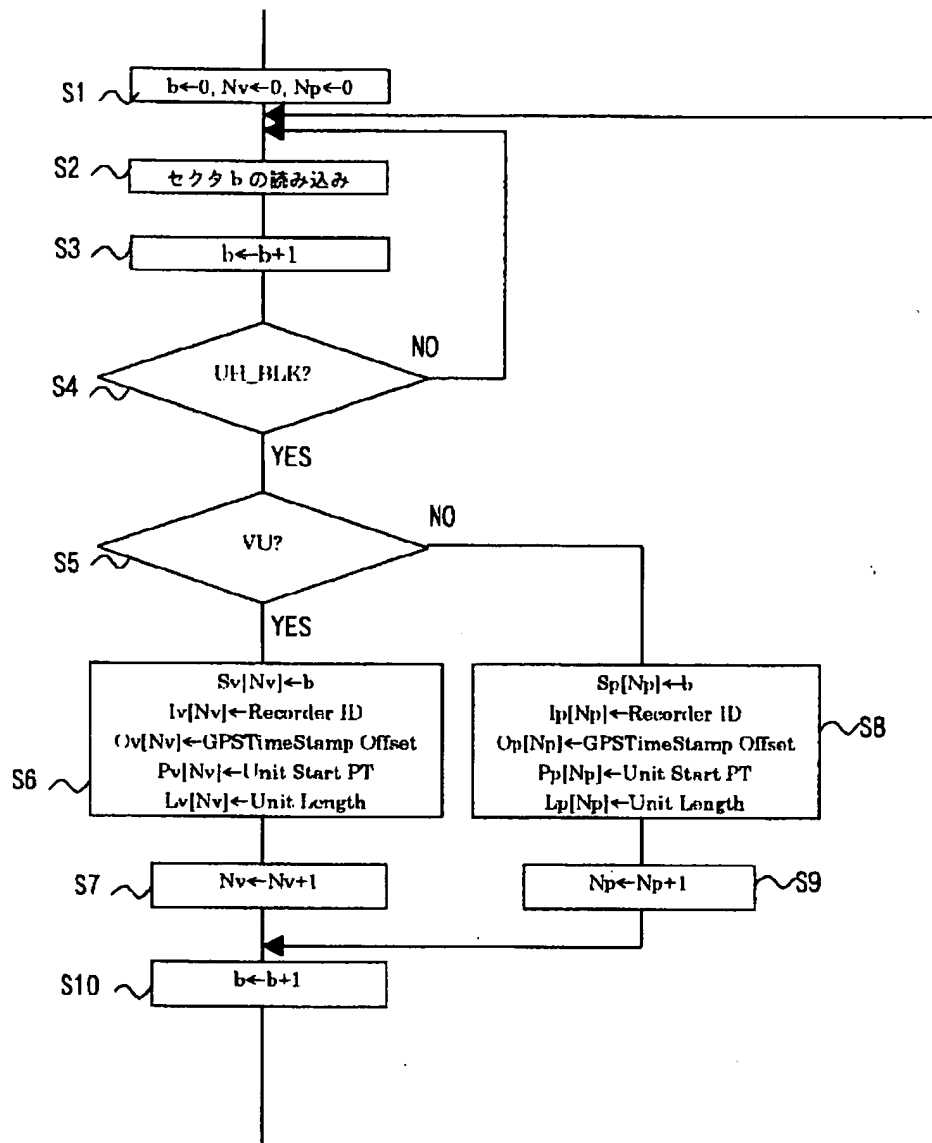 S1
b←0, Nv←0, Np←0
S2
セクタ b の読み込み
S3
b←b+1
S4
UH_BLK?
NO
YES
S5
VU?
NO
YES
S6
Sv[Nv]←b
Iv[Nv]←Recorder ID
Ov[Nv]←GPSTimeStamp Offset
Pv[Nv]←Unit Start PT
Lv[Nv]←Unit Length
Sp[Np]←b
Ip[Np]←Recorder ID
Op[Np]←GPSTimeStamp Offset
Pp[Np]←Unit Start PT
Lp[Np]←Unit Length
S8
S7
Nv←Nv+1
Np←Np+1
S9
S10
b←b+1